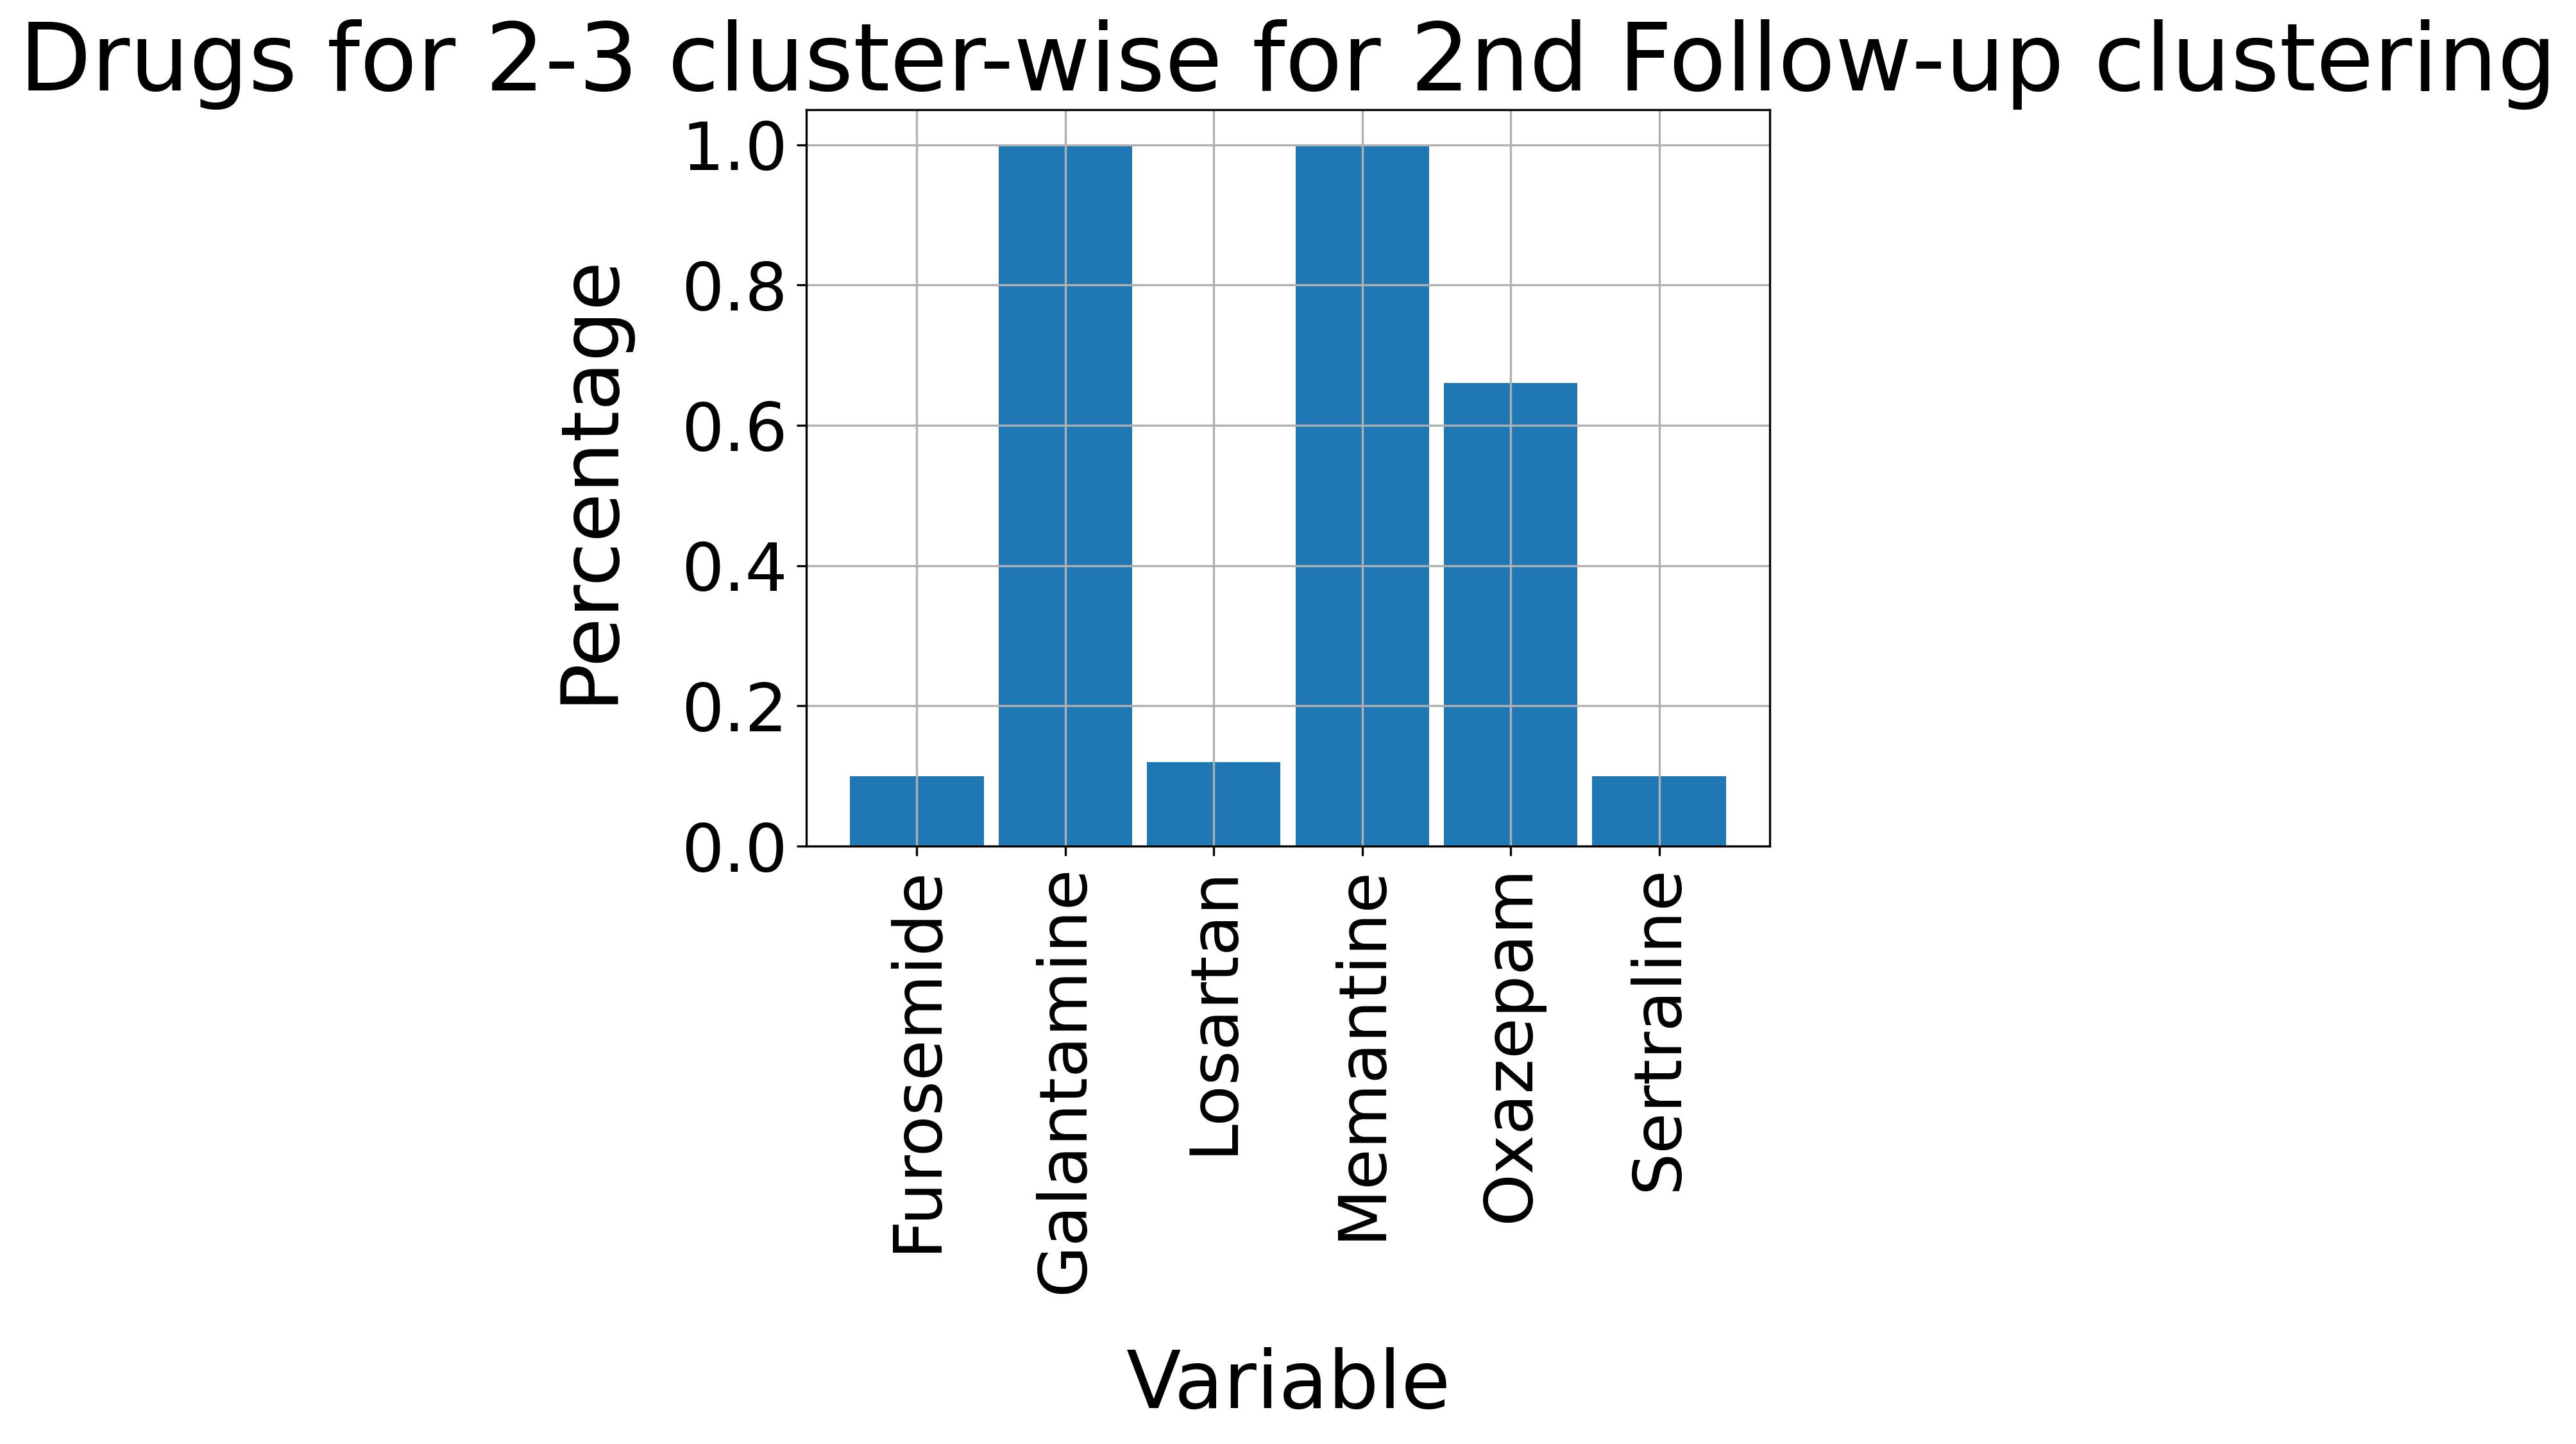 Drugs for 2-3 cluster-wise for 2nd Follow-up clustering
Percentage
1.0
0.8
0.6
0.4
0.2
0.0
Furosemide
Galantamine
Losartan
Memantine
Oxazepam
Sertraline
Variable